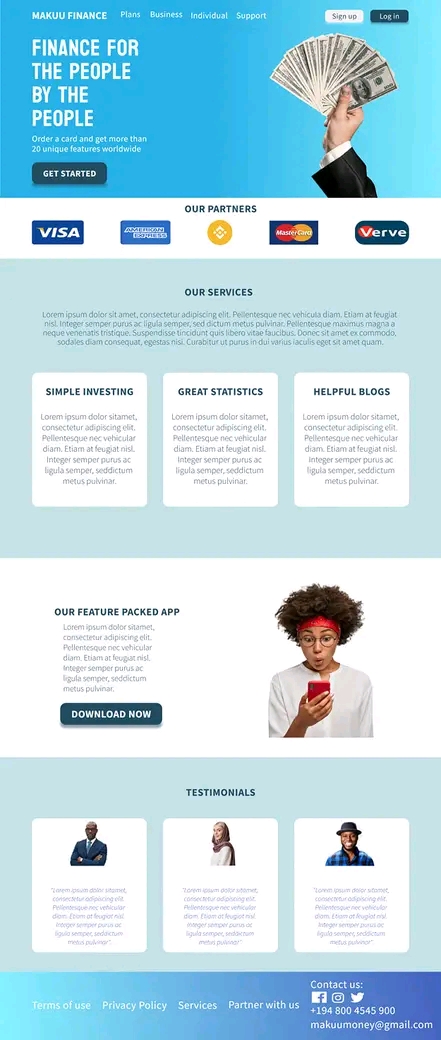 MAKUU FINANCE
Plans
Business
Individual
Support
Sign up
Log in
FINANCE FOR
THE PEOPLE
BY THE
PEOPLE
Order a card and get more than
20 unique features worldwide
GET STARTED
OUR PARTNERS
VISA
AMERICAN
EXPRESS
MasterCard
Verve
OUR SERVICES
Lorem ipsum dolor sitamet, consectetur adipiscing elit. Pellentesque nec vehicula diam. Etiam at feugiat
nisl. Integer semper purus ac ligula semper, sed dictum metus pulvinar. Pellentesque maximus magna a
neque venenatis tristique. Suspendisse tincidunt quis libero vitae faucibus. Donec sit amet ex commodo,
sodales diam consequat, egestas nisi. Curabitur ut purus in dui varius iaculis eget sit amet quam.
SIMPLE INVESTING
Lorem ipsum dolor sitamet,
consectetur adipiscing elit.
Pellentesque nec vehicular
diam. Etiam at feugiat nisl.
Integer semper purus ac
ligula semper, seddictum
metus pulvinar.
GREAT STATISTICS
Lorem ipsum dolor sitamet,
consectetur adipiscing elit.
Pellentesque nec vehicular
diam. Etiam at feugiat nisl.
Integer semper purus ac
ligula semper, seddictum
metus pulvinar.
HELPFUL BLOGS
Lorem ipsum dolor sitamet,
consectetur adipiscing elit.
Pellentesque nec vehicular
diam. Etiam at feugiat nisl.
Integer semper purus ac
ligula semper, seddictum
metus pulvinar.
OUR FEATURE PACKED APP
Lorem ipsum dolor sitamet,
consectetur adipiscing elit.
Pellentesque nec vehicular
diam. Etiam at feugiat nisl.
Integer semper purus ac
ligula semper, seddictum
metus pulvinar.
DOWNLOAD NOW
TESTIMONIALS
"Lorem ipsum dolor sitamet,
consectetur adipiscing elit.
Pellentesque nec vehicular
diam. Etiam at feugiat nisl.
Integer semper purus ac
ligula semper, seddictum
metus pulvinar"
"Lorem ipsum dolor sitamet,
consectetur adipiscing elit.
Pellentesque nec vehicular
diam. Etiam at feugiat nisl.
Integer semper purus ac
ligula semper, seddictum
metus pulvinar"
"Lorem ipsum dolor sitamet,
consectetur adipiscing elit.
Pellentesque nec vehicular
diam. Etiam at feugiat nisl.
Integer semper purus ac
ligula semper, seddictum
metus pulvinar"
Terms of use
Privacy Policy
Services
Partner with us
Contact us:
+194 800 4545 900
makuumoney@gmail.com